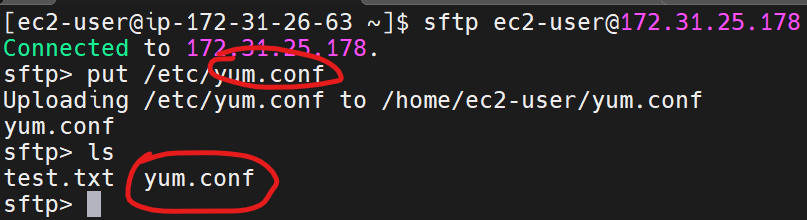 [ec2-user@ip-172-31-26-63 ~]$ sftp ec2-user@172.31.25.178
Connected to 172.31.25.178.
sftp> put /etc/yum.conf
Uploading /etc/yum.conf to /home/ec2-user/yum.conf
yum.conf
sftp> ls
test.txt  yum.conf
sftp>